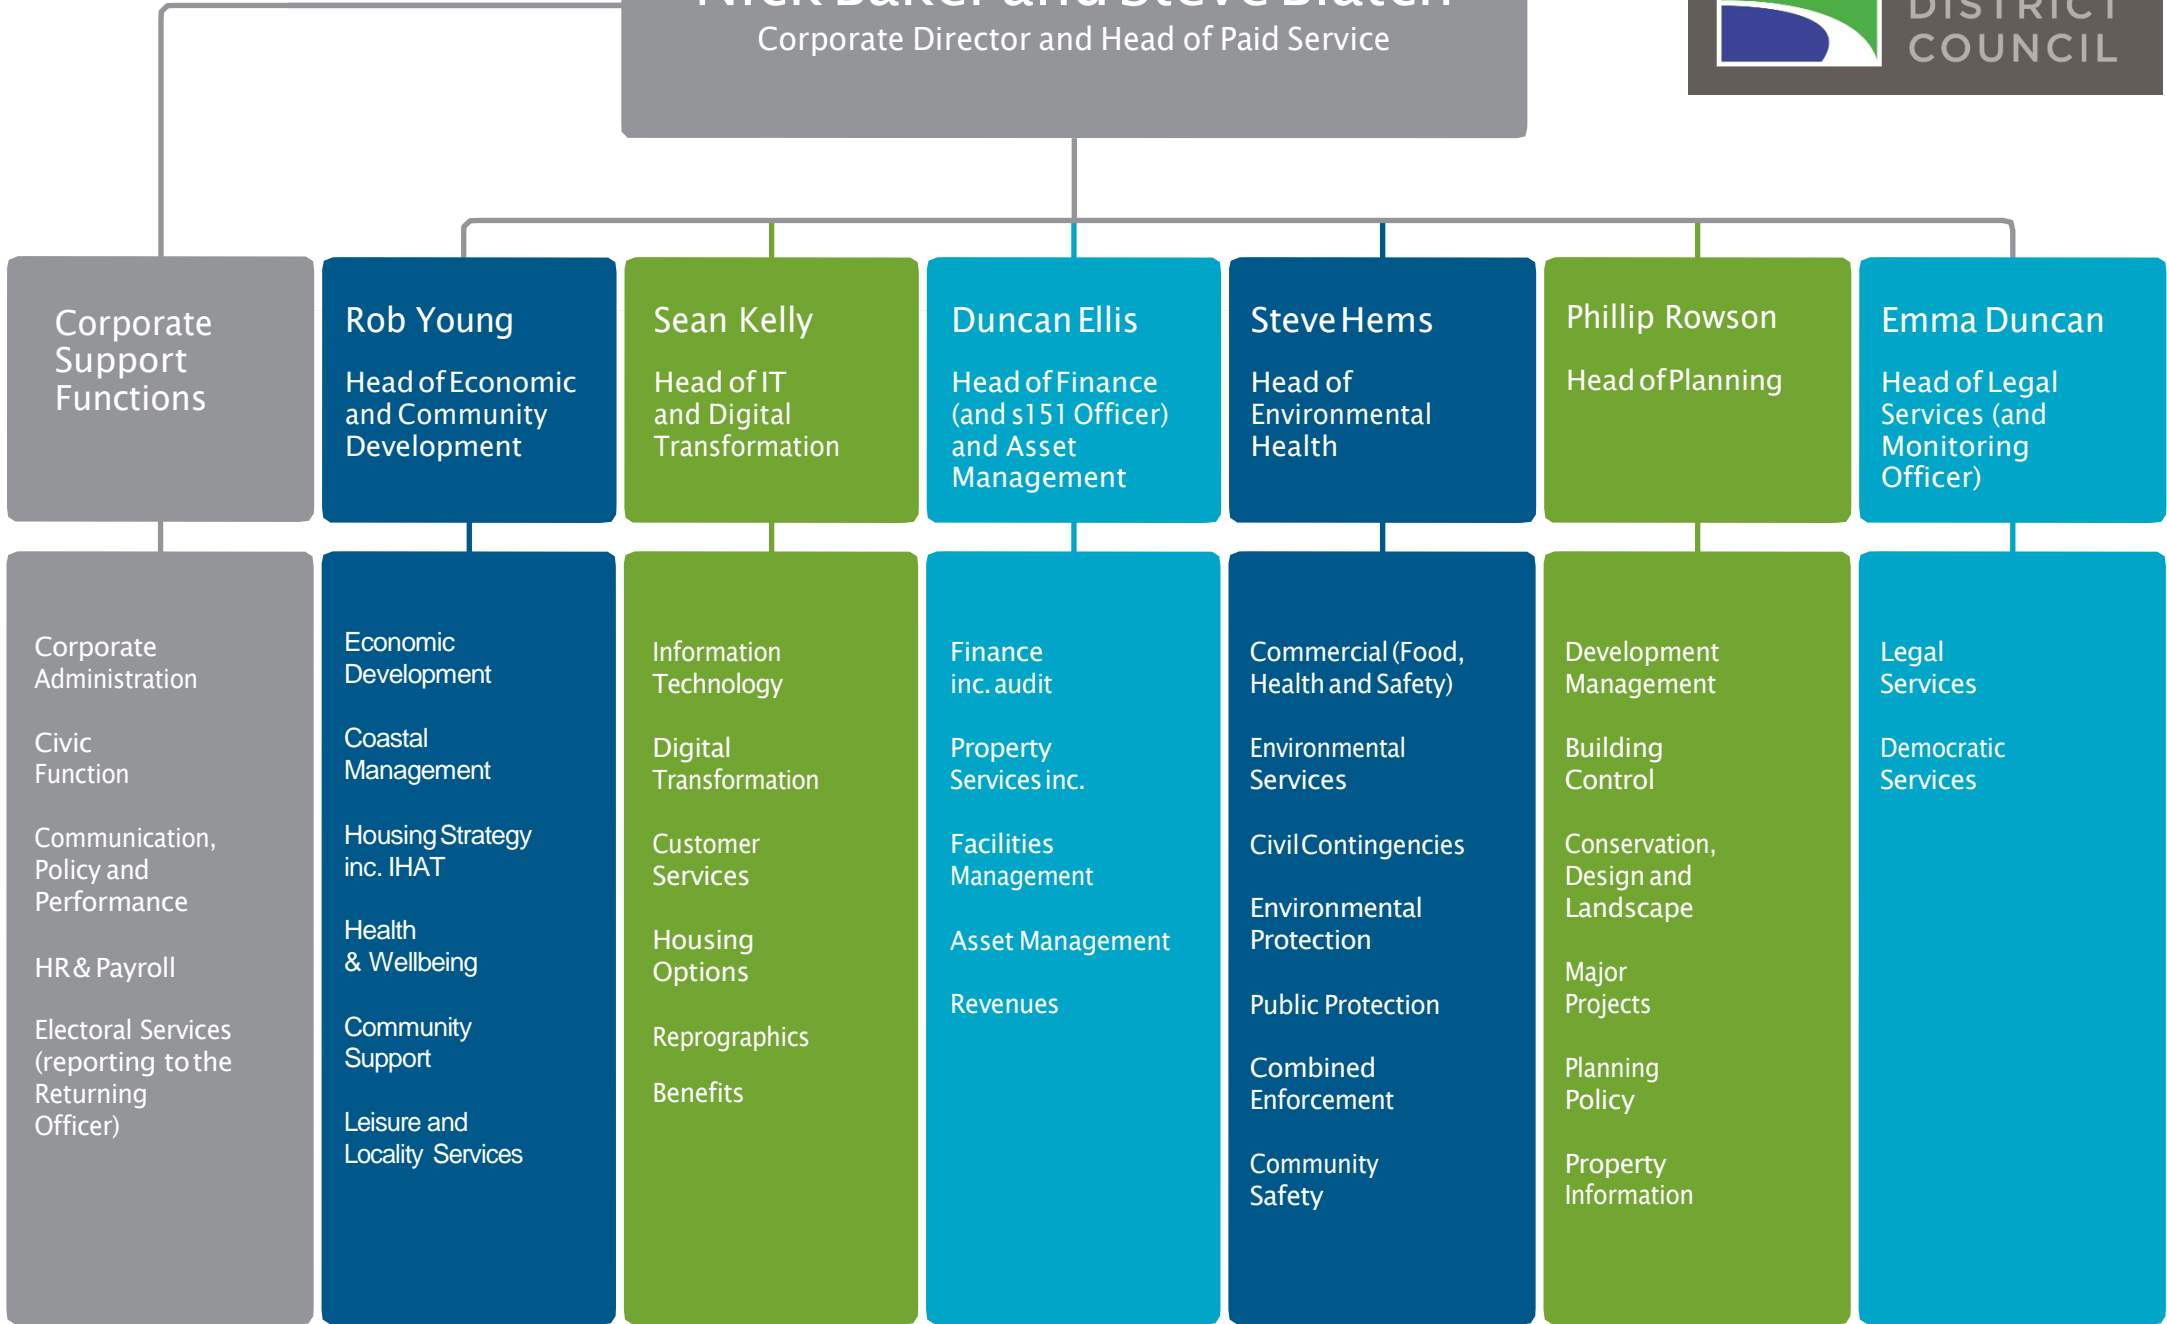 Nick Baker and Steve Blatch
Corporate Director and Head of Paid Service
DISTRICT
COUNCIL
Corporate
Support
Functions
Rob Young
Head of Economic
and Community
Development
Sean Kelly
Head of IT
and Digital
Transformation
Duncan Ellis
Head of Finance
(and s151 Officer)
and Asset
Management
Steve Hems
Head of
Environmental
Health
Phillip Rowson
Head of Planning
Emma Duncan
Head of Legal
Services (and
Monitoring
Officer)
Corporate
Administration
Civic
Function
Communication,
Policy and
Performance
HR & Payroll
Electoral Services
(reporting to the
Returning
Officer)
Economic
Development
Coastal
Management
Housing Strategy
inc. IHAT
Health
& Wellbeing
Community
Support
Leisure and
Locality Services
Information
Technology
Digital
Transformation
Customer
Services
Housing
Options
Reprographics
Benefits
Finance
inc. audit
Property
Services inc.
Facilities
Management
Asset Management
Revenues
Commercial (Food,
Health and Safety)
Environmental
Services
Civil Contingencies
Environmental
Protection
Public Protection
Combined
Enforcement
Community
Safety
Development
Management
Building
Control
Conservation,
Design and
Landscape
Major
Projects
Planning
Policy
Property
Information
Legal
Services
Democratic
Services